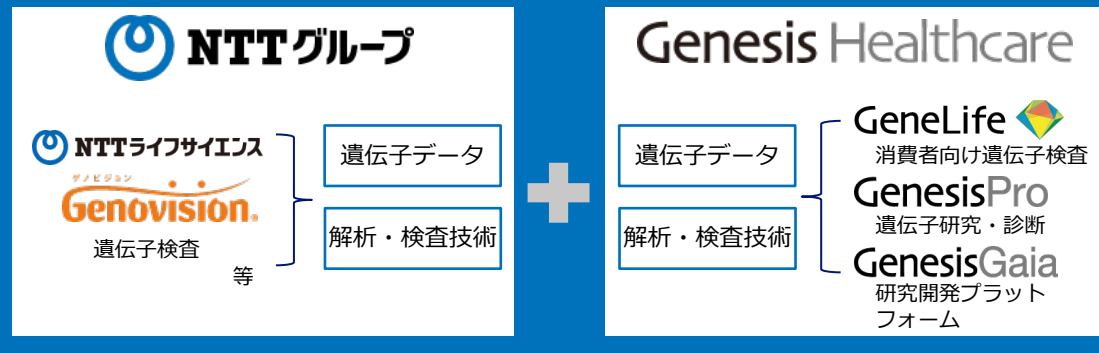 NTTグループ
NTTライフサイエンス
ゲノビジョン
Genovision®
遺伝子検査
等
遺伝子データ
解析・検査技術
Genesis Healthcare
遺伝子データ
解析・検査技術
GeneLife
消費者向け遺伝子検査
GenesisPro
遺伝子研究・診断
GenesisGaia
研究開発プラット
フォーム